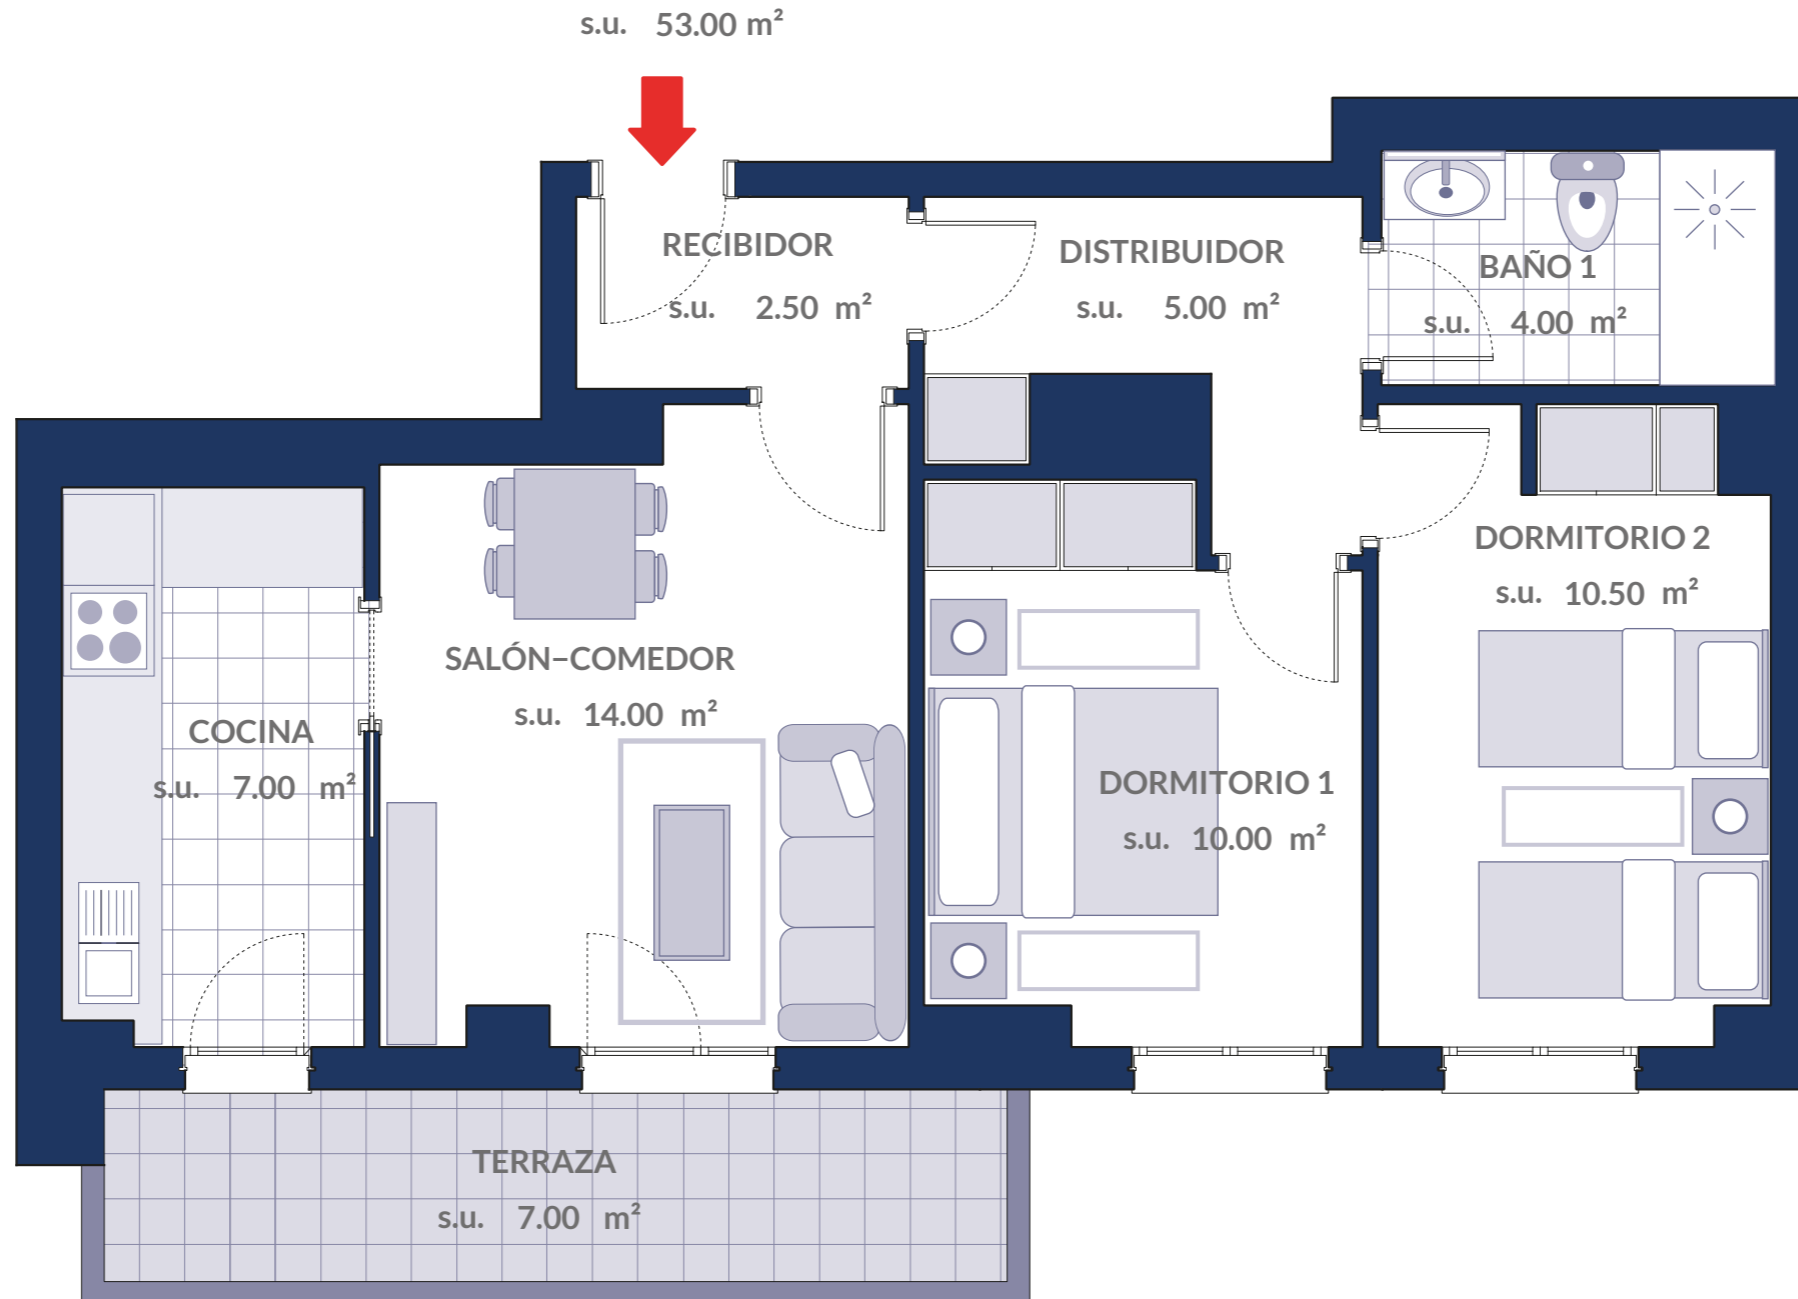 s.u. 53.00 m²
RECIBIDOR
s.u. 2.50 m²
DISTRIBUIDOR
s.u. 5.00 m²
BAÑO 1
s.u. 4.00 m²
DORMITORIO 2
s.u. 10.50 m²
SALÓN–COMEDOR
s.u. 14.00 m²
COCINA
s.u. 7.00 m²
DORMITORIO 1
s.u. 10.00 m²
TERRAZA
s.u. 7.00 m²